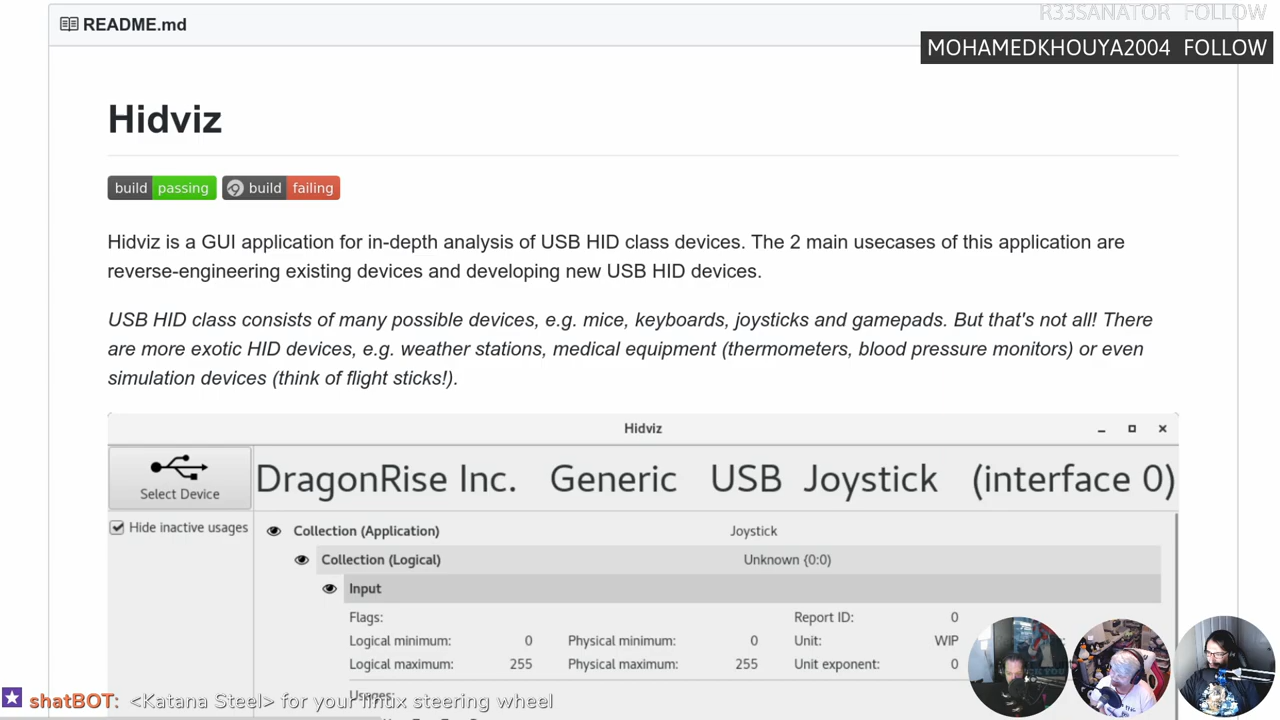 R33SANATOR FOLLOW
README.md
MOHAMEDKHOUYA2004 FOLLOW
Hidviz
build passing build failing
Hidviz is a GUI application for in-depth analysis of USB HID class devices. The 2 main usecases of this application are
reverse-engineering existing devices and developing new USB HID devices.
USB HID class consists of many possible devices, e.g. mice, keyboards, joysticks and gamepads. But that's not all! There
are more exotic HID devices, e.g. weather stations, medical equipment (thermometers, blood pressure monitors) or even
simulation devices (think of flight sticks!).
Hidviz
Select Device
DragonRise Inc. Generic USB Joystick (interface 0)
Hide inactive usages
Collection (Application) Joystick
Collection (Logical) Unknown {0:0}
Input
Flags: Report ID: 0
Logical minimum: 0 Physical minimum: 0 Unit: WIP
Logical maximum: 255 Physical maximum: 255 Unit exponent: 0
Usages:
shatBOT: <Katana Steel> for your linux steering wheel